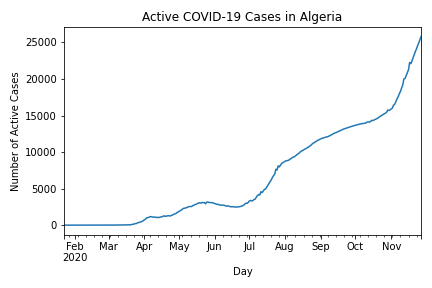 Active COVID-19 Cases in Algeria
Number of Active Cases
25000
20000
15000
10000
5000
0
Feb Mar Apr May Jun Jul Aug Sep Oct Nov
2020
Day